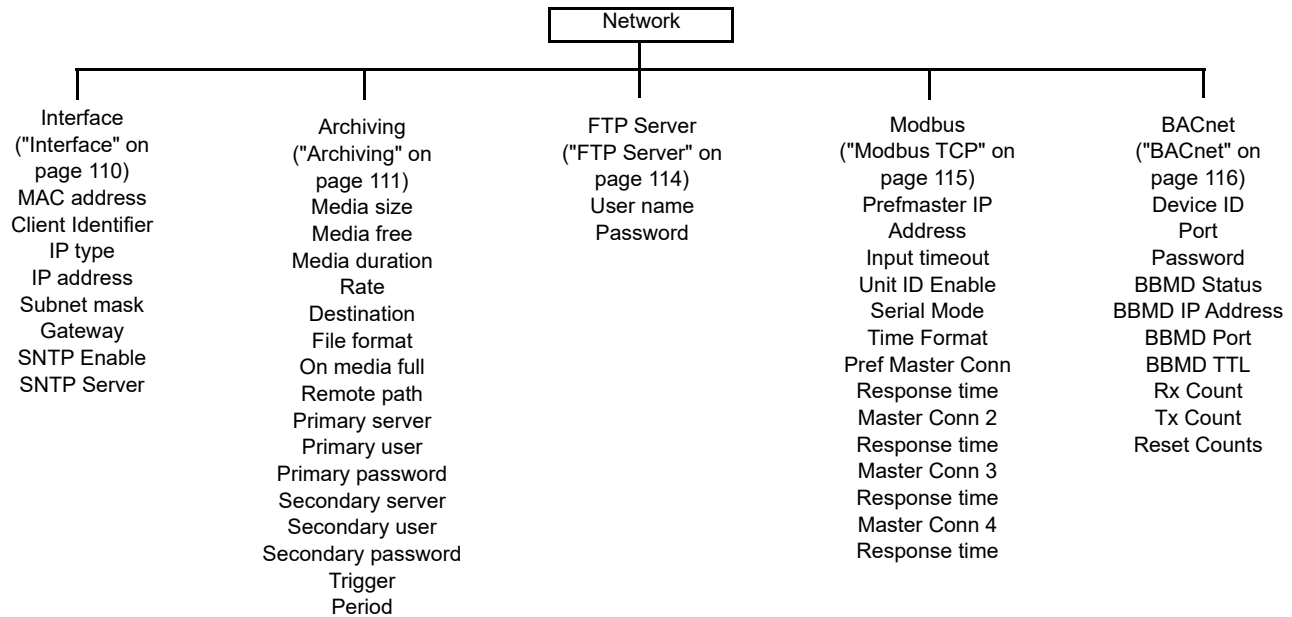 Network
Interface
("Interface" on
page 110)
MAC address
Client Identifier
IP type
IP address
Subnet mask
Gateway
SNTP Enable
SNTP Server
Archiving
("Archiving" on
page 111)
Media size
Media free
Media duration
Rate
Destination
File format
On media full
Remote path
Primary server
Primary user
Primary password
Secondary server
Secondary user
Secondary password
Trigger
Period
FTP Server
("FTP Server" on
page 114)
User name
Password
Modbus
("Modbus TCP" on
page 115)
Prefmaster IP
Address
Input timeout
Unit ID Enable
Serial Mode
Time Format
Pref Master Conn
Response time
Master Conn 2
Response time
Master Conn 3
Response time
Master Conn 4
Response time
BACnet
("BACnet" on
page 116)
Device ID
Port
Password
BBMD Status
BBMD IP Address
BBMD Port
BBMD TTL
Rx Count
Tx Count
Reset Counts